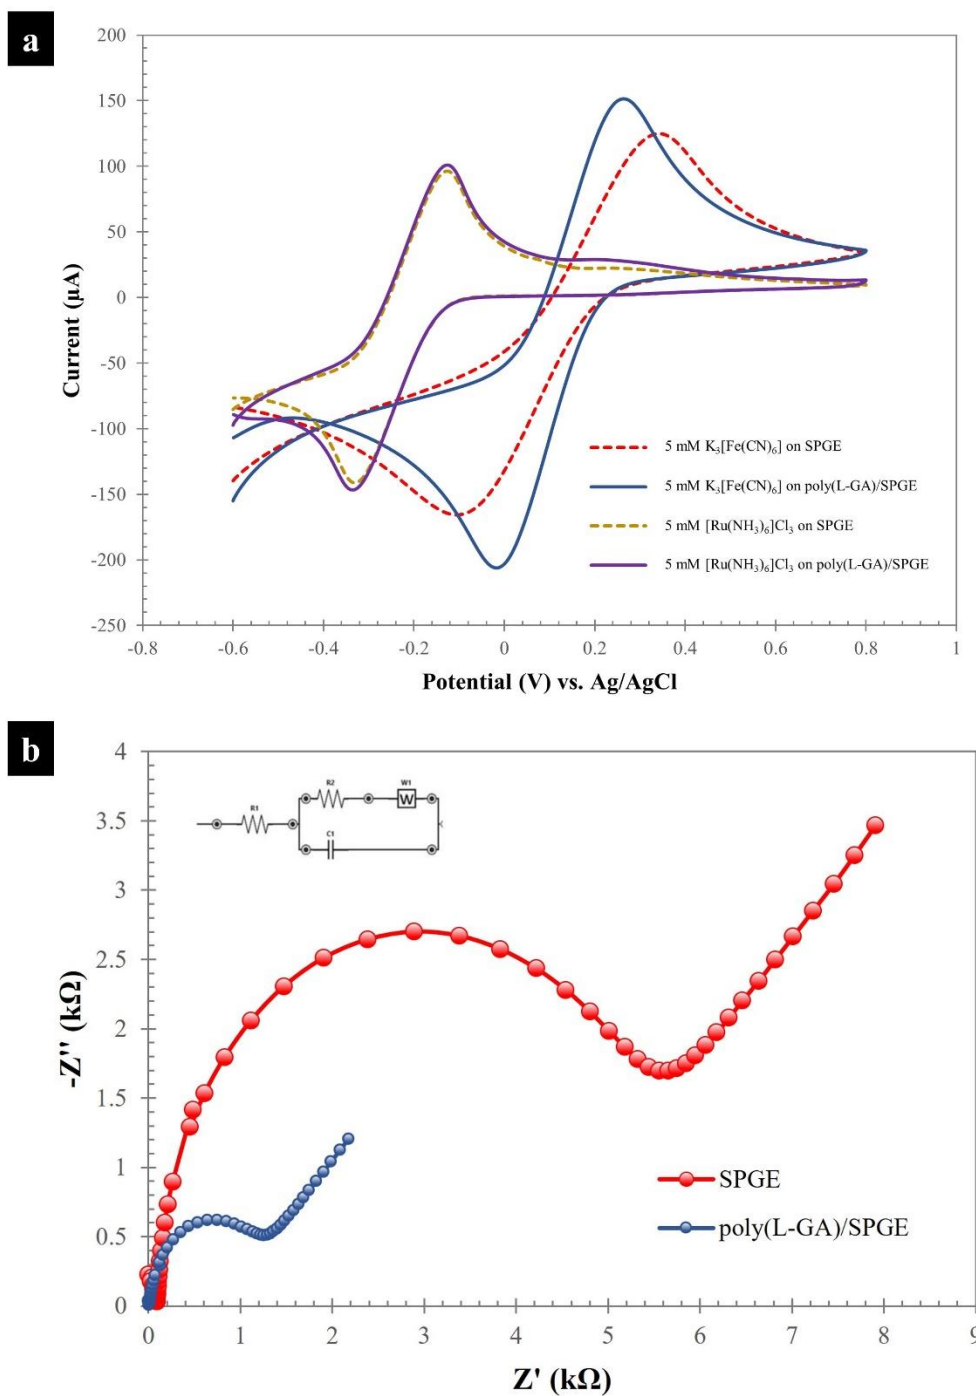 a
200
150
100
50
0
-50
-100
-150
-200
-250
Current (µA)
5 mM K₃[Fe(CN)₆] on SPGE
5 mM K₃[Fe(CN)₆] on poly(L-GA)/SPGE
5 mM [Ru(NH₃)₆]Cl₃ on SPGE
5 mM [Ru(NH₃)₆]Cl₃ on poly(L-GA)/SPGE
-0.8 -0.6 -0.4 -0.2 0 0.2 0.4 0.6 0.8 1
Potential (V) vs. Ag/AgCl
b
4
3.5
3
2.5
2
1.5
1
0.5
0
-Z'' (kΩ)
R1
R2
W1
W
C1
SPGE
poly(L-GA)/SPGE
0 1 2 3 4 5 6 7 8 9
Z' (kΩ)